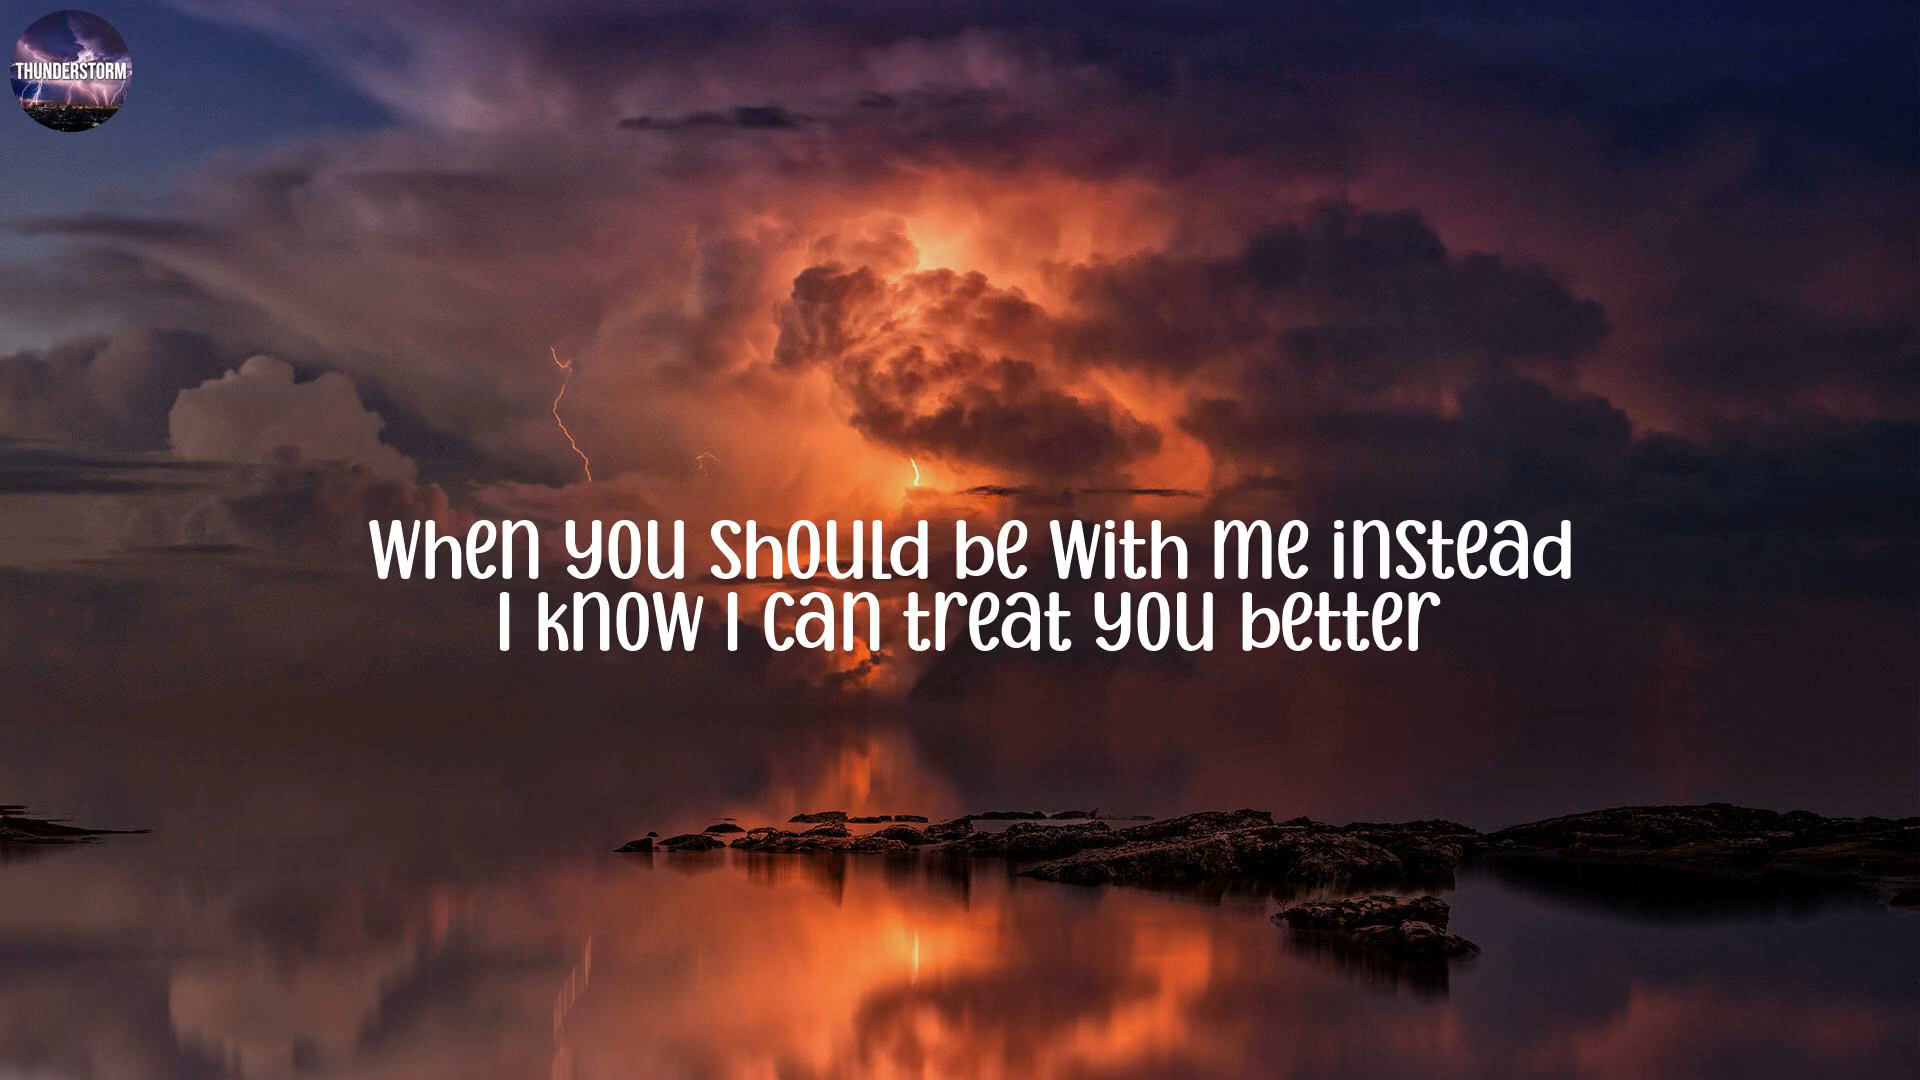 THUNDERSTORM
When you should be with me instead
I know I can treat you better